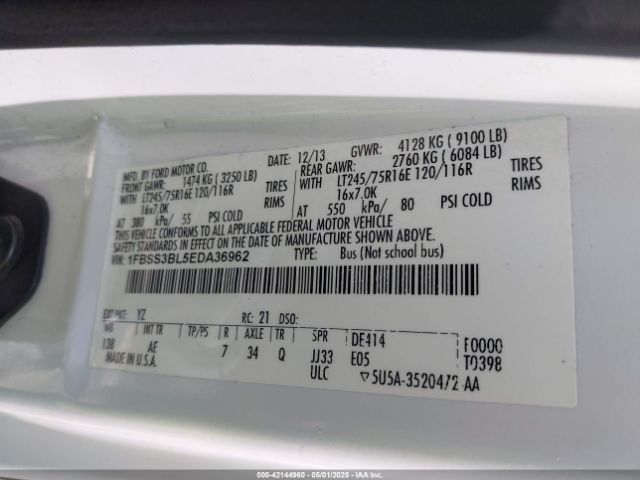 MFD. BY FORD MOTOR CO.
DATE: 12/13 GVWR: 4128 KG ( 9100 LB)
FRONT GAWR: 1474 KG ( 3250 LB) REAR GAWR: 2760 KG ( 6084 LB)
WITH LT245/75R16E 120/116R TIRES WITH LT245/75R16E 120/116R TIRES
16x7.0K RIMS 16x7.0K RIMS
AT 380 kPa/ 55 PSI COLD AT 550 kPa/ 80 PSI COLD
THIS VEHICLE CONFORMS TO ALL APPLICABLE FEDERAL MOTOR VEHICLE
SAFETY STANDARDS IN EFFECT ON THE DATE OF MANUFACTURE SHOWN ABOVE.
VIN: 1FBSS3BL5EDA36962 TYPE: Bus (Not school bus)
EXT PNT: YZ RC: 21 DSO:
WB INT TR TP/PS R AXLE TR SPR DE414 F0000
138 AE 7 34 Q JJ33 E05 T0398
MADE IN U.S.A. ULC ▽5U5A-3520472 AA
000-42144960 - 05/01/2025 - IAAI.COM